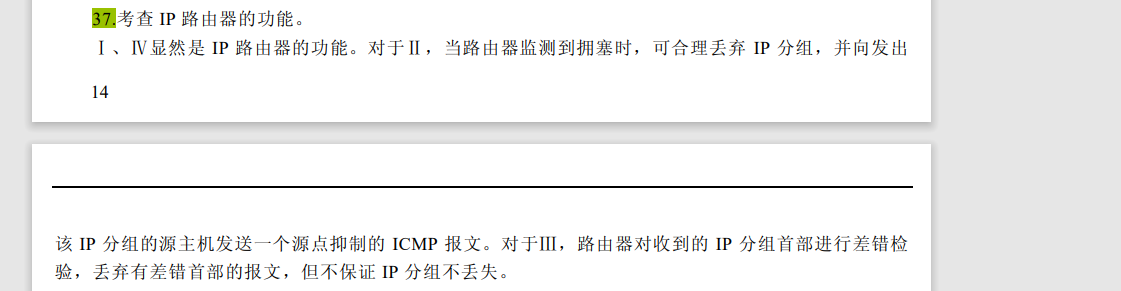 37.考查 IP 路由器的功能。
Ⅰ、Ⅳ显然是 IP 路由器的功能。对于Ⅱ，当路由器监测到拥塞时，可合理丢弃 IP 分组，并向发出
14
该 IP 分组的源主机发送一个源点抑制的 ICMP 报文。对于Ⅲ，路由器对收到的 IP 分组首部进行差错检
验，丢弃有差错首部的报文，但不保证 IP 分组不丢失。